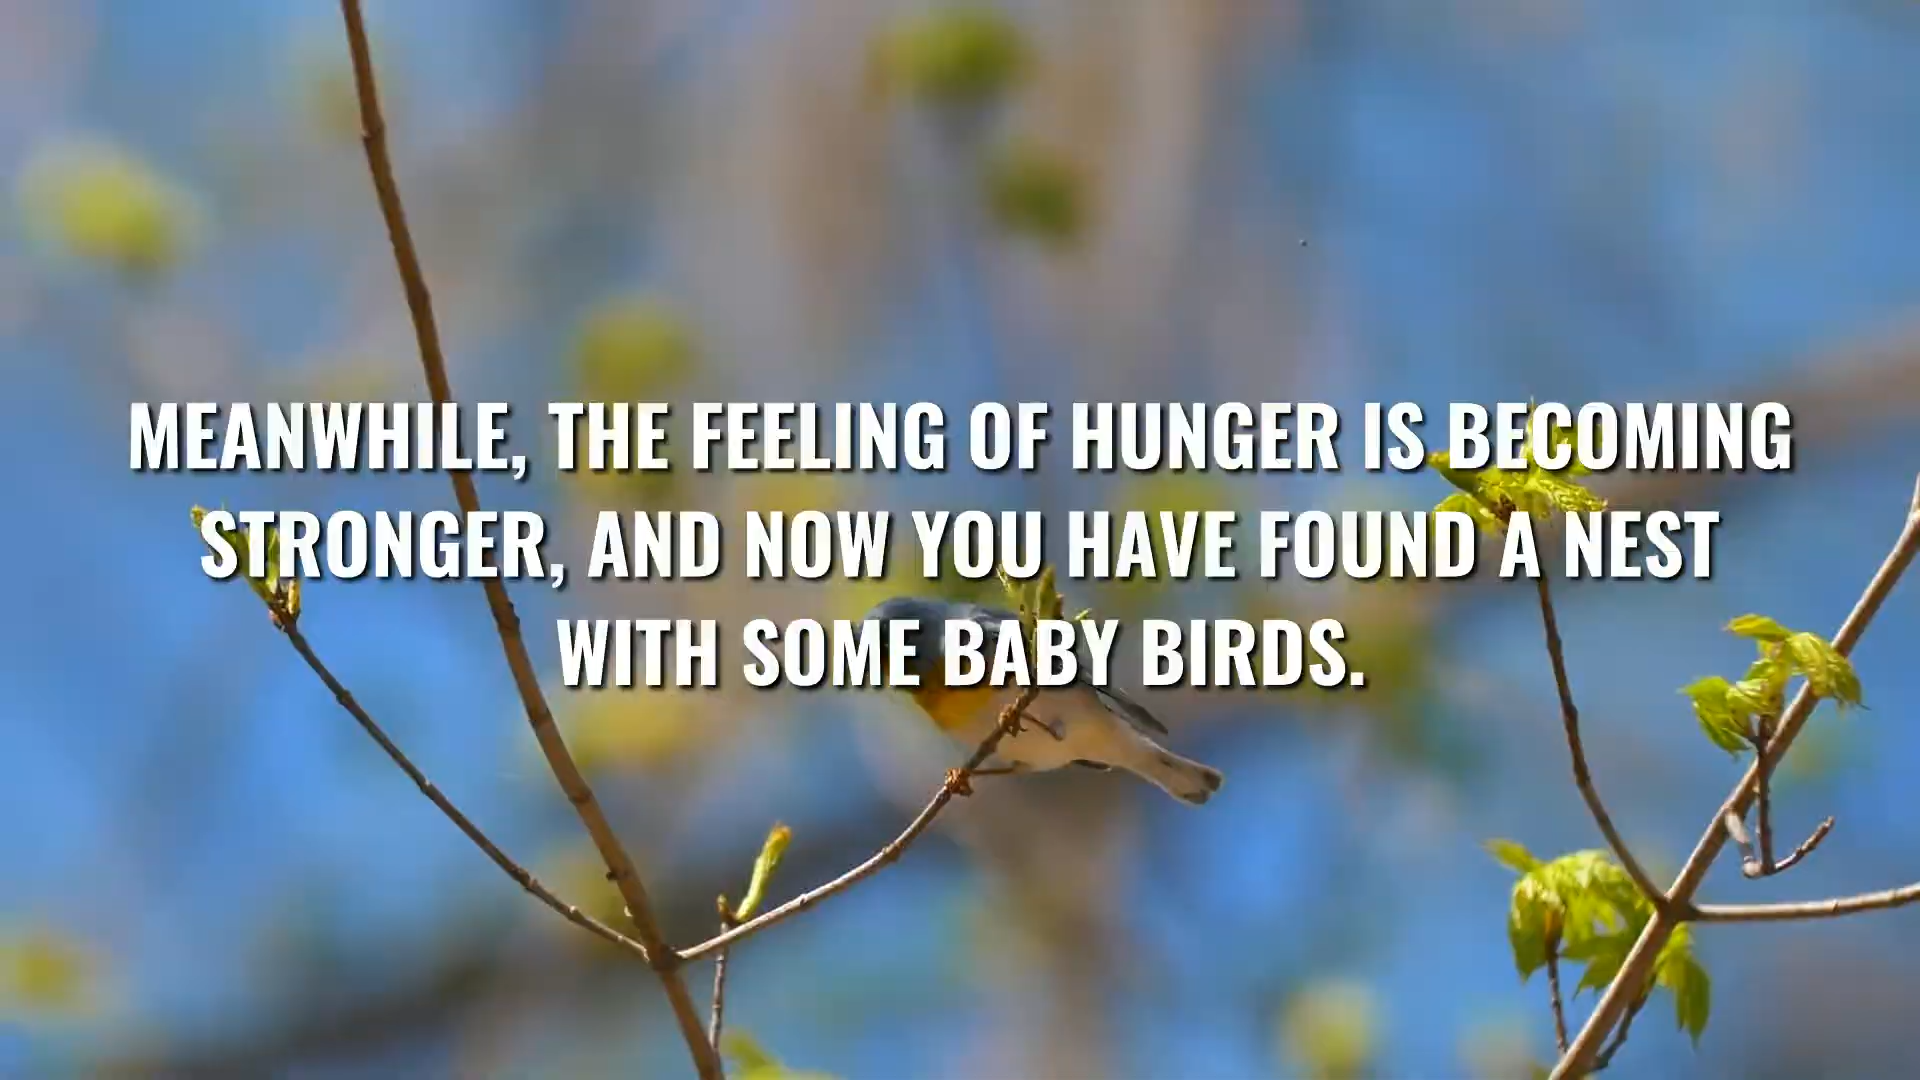 MEANWHILE, THE FEELING OF HUNGER IS BECOMING
STRONGER, AND NOW YOU HAVE FOUND A NEST
WITH SOME BABY BIRDS.